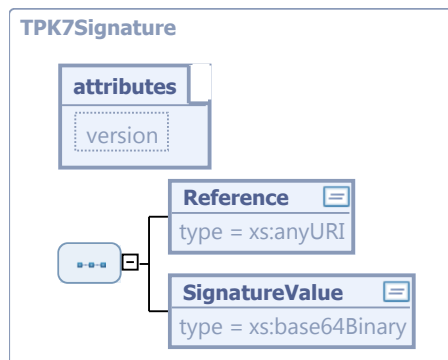 TPK7Signature
attributes
version
Reference
type = xs:anyURI
SignatureValue
type = xs:base64Binary